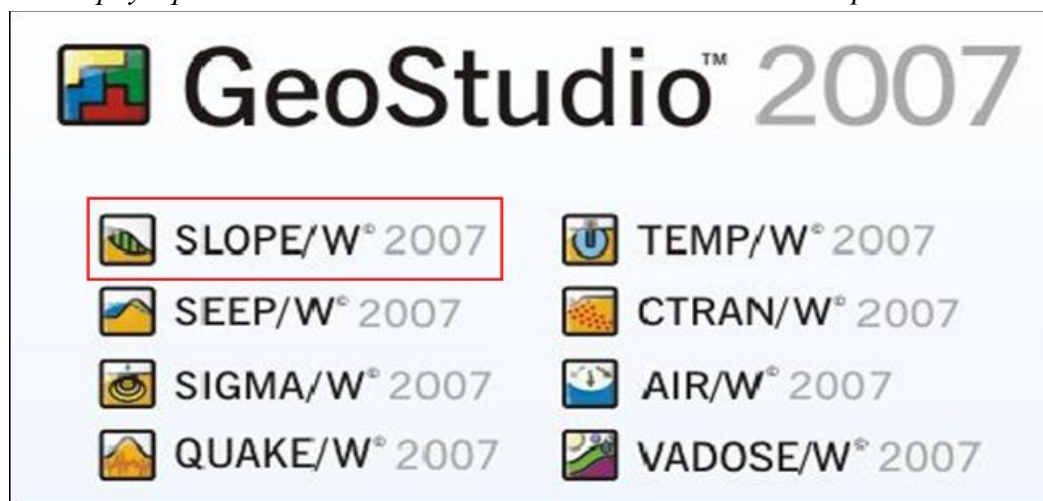 GeoStudio™ 2007
SLOPE/W© 2007
TEMP/W© 2007
SEEP/W© 2007
CTRAN/W© 2007
SIGMA/W© 2007
AIR/W© 2007
QUAKE/W© 2007
VADOSE/W© 2007